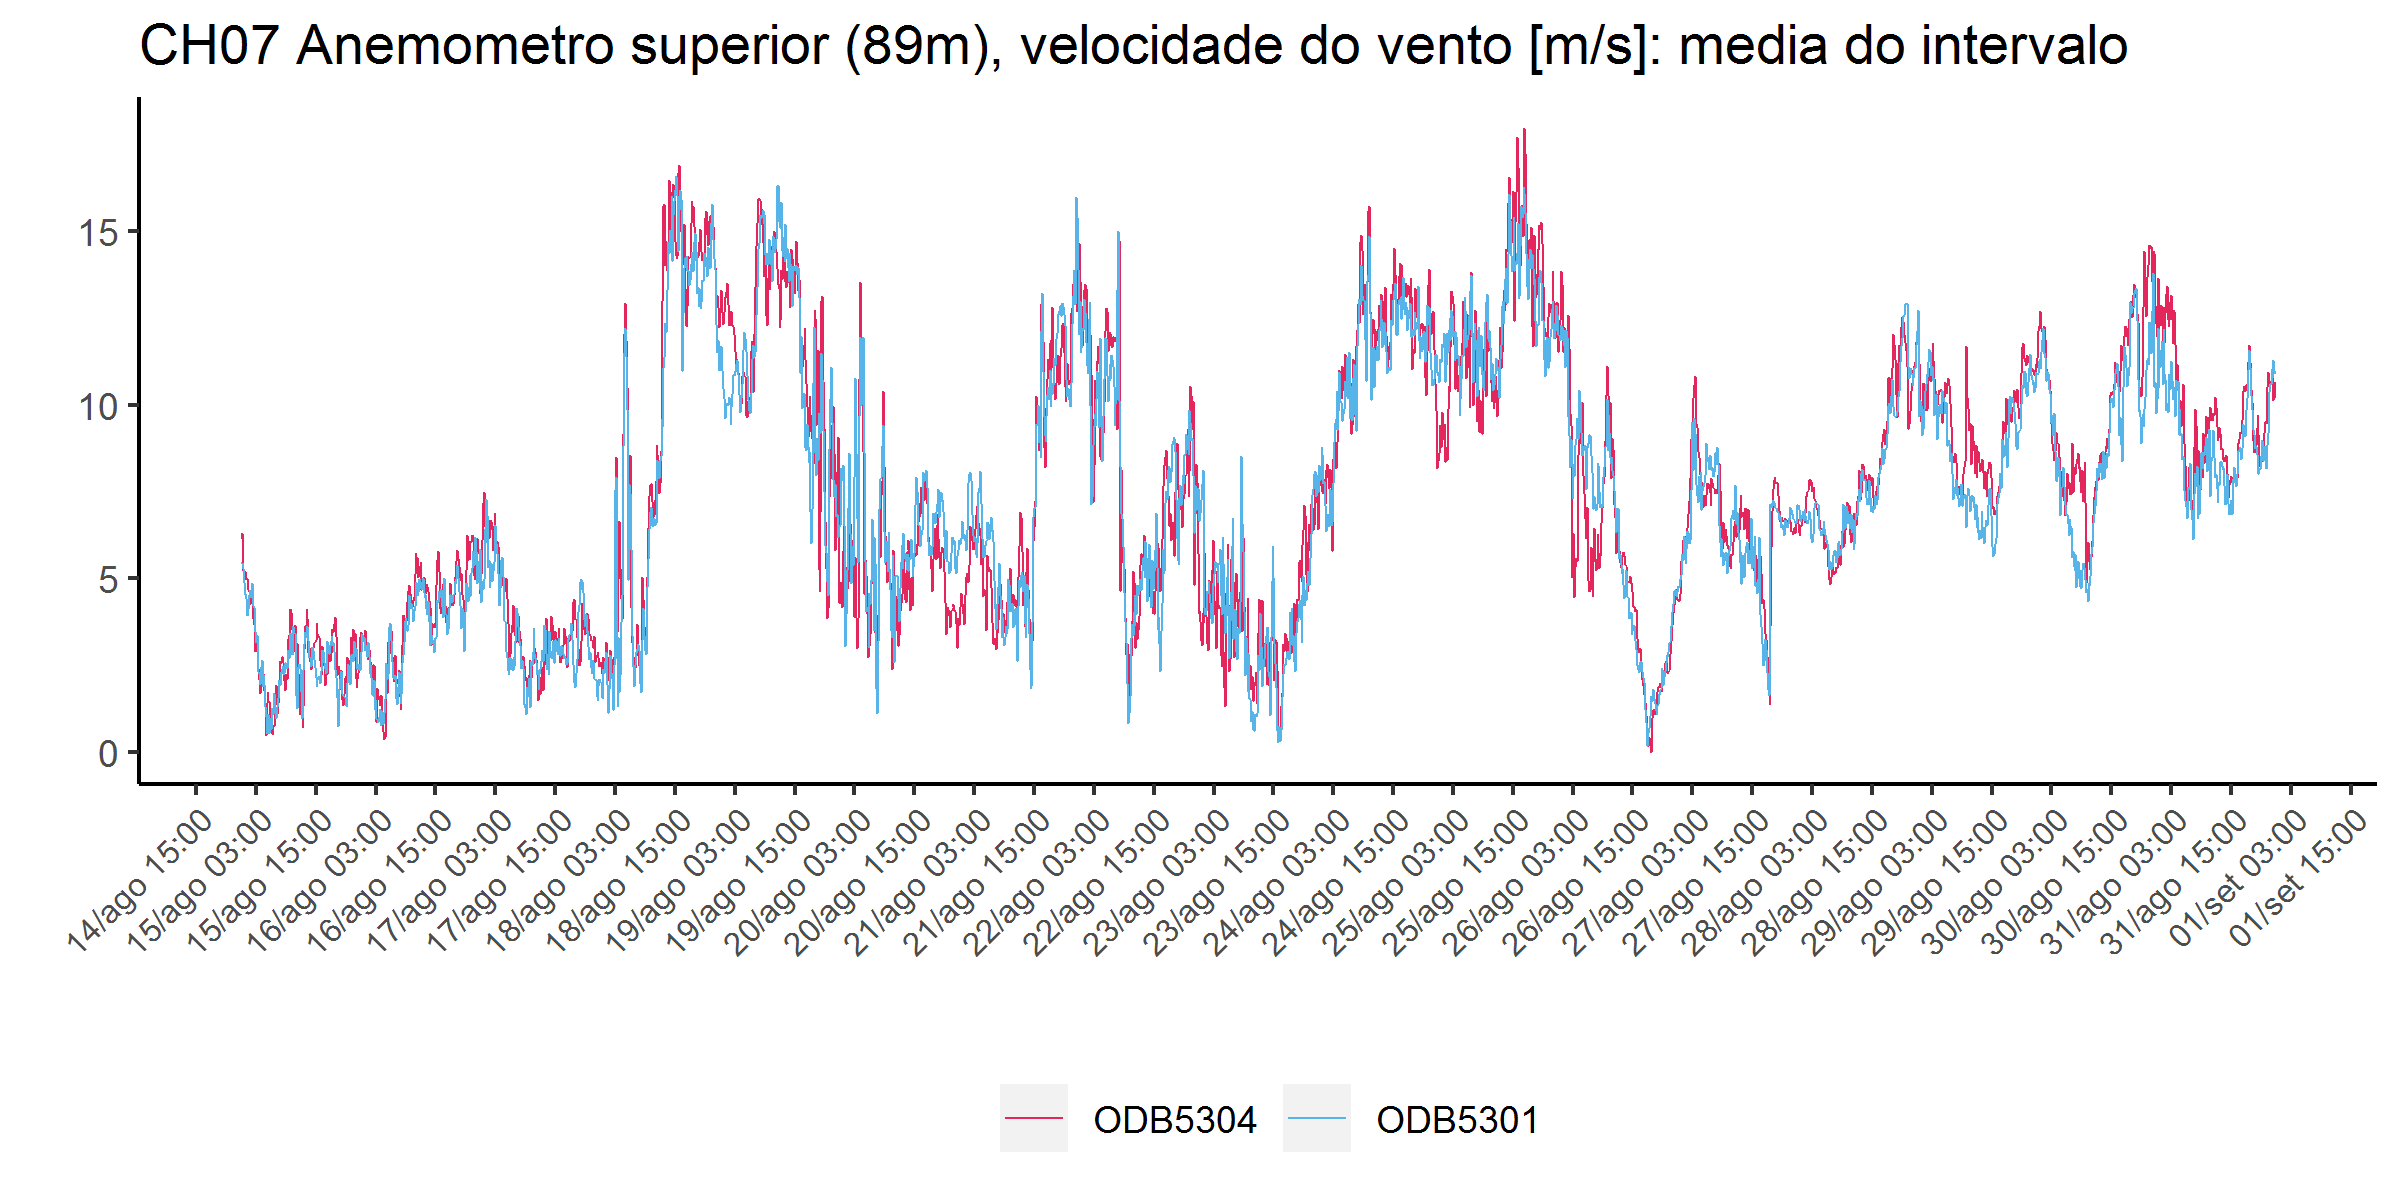 CH07 Anemometro superior (89m), velocidade do vento [m/s]: media do intervalo
15
10
5
0
14/ago 15:00
15/ago 03:00
15/ago 15:00
16/ago 03:00
16/ago 15:00
17/ago 03:00
17/ago 15:00
18/ago 03:00
18/ago 15:00
19/ago 03:00
19/ago 15:00
20/ago 03:00
20/ago 15:00
21/ago 03:00
21/ago 15:00
22/ago 03:00
22/ago 15:00
23/ago 03:00
23/ago 15:00
24/ago 03:00
24/ago 15:00
25/ago 03:00
25/ago 15:00
26/ago 03:00
26/ago 15:00
27/ago 03:00
27/ago 15:00
28/ago 03:00
28/ago 15:00
29/ago 03:00
29/ago 15:00
30/ago 03:00
30/ago 15:00
31/ago 03:00
31/ago 15:00
01/set 03:00
01/set 15:00
ODB5304
ODB5301